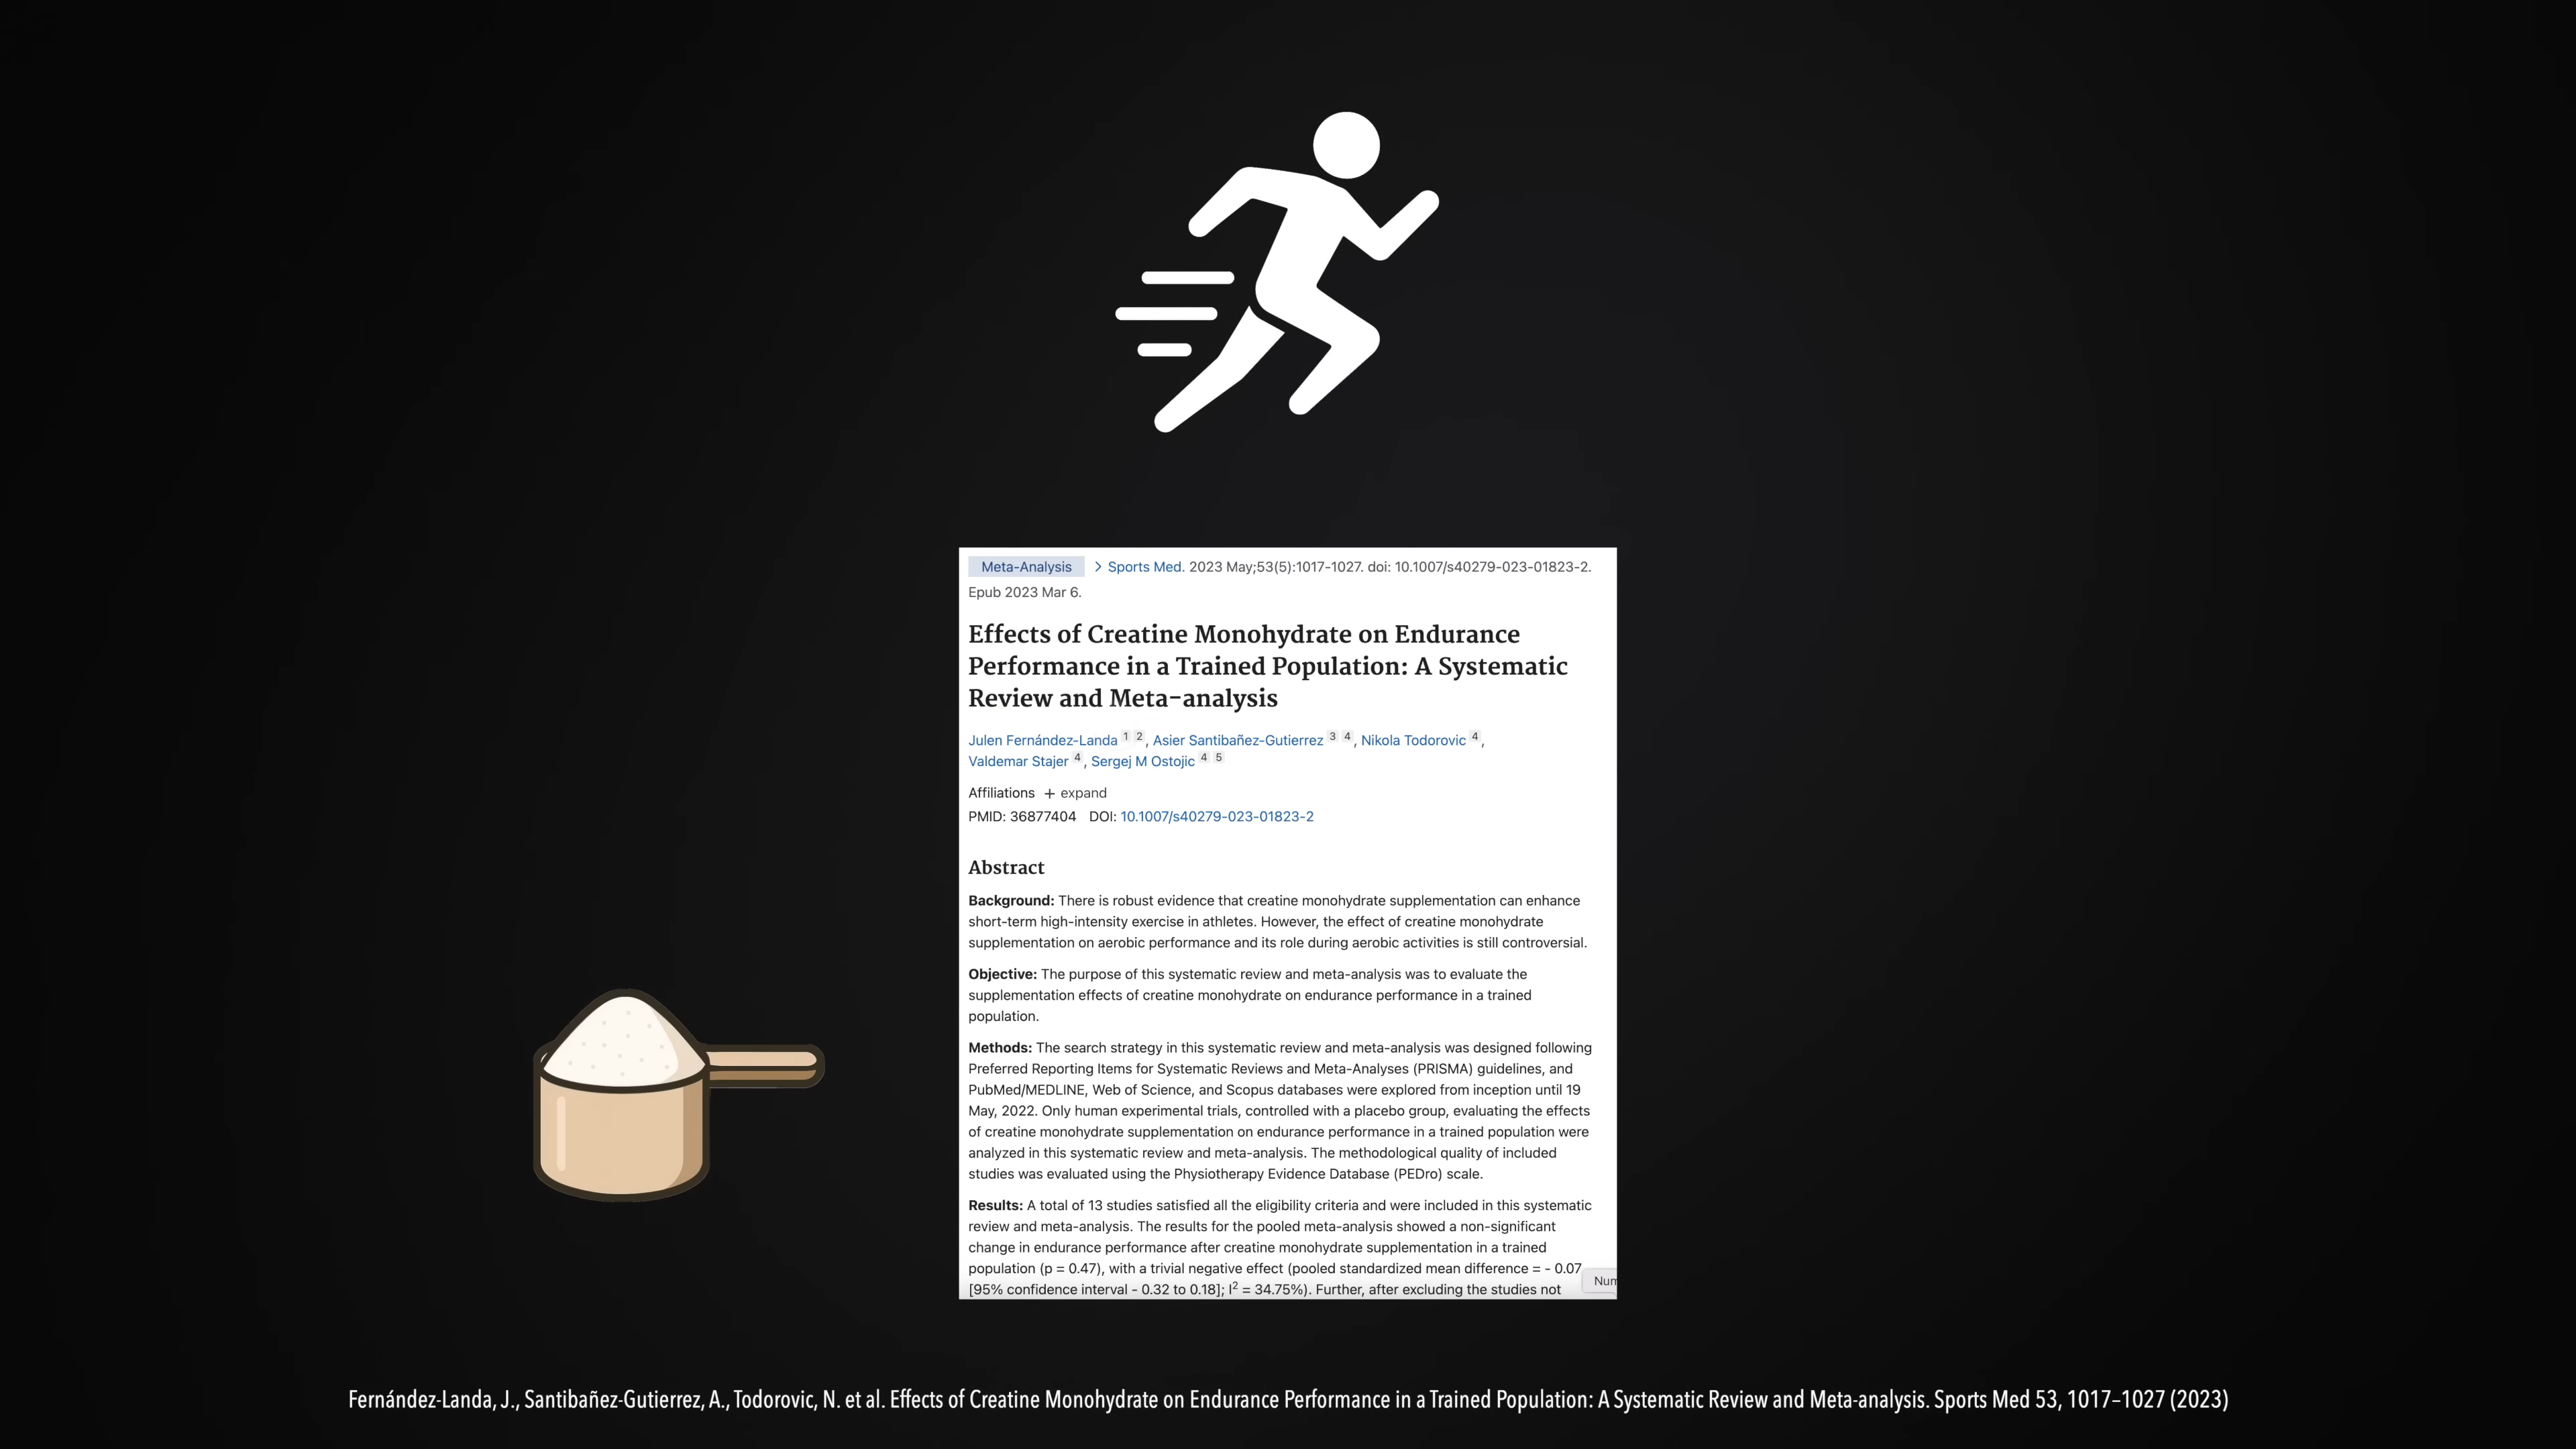 Meta-Analysis > Sports Med. 2023 May;53(5):1017-1027. doi: 10.1007/s40279-023-01823-2.
Epub 2023 Mar 6.
Effects of Creatine Monohydrate on Endurance
Performance in a Trained Population: A Systematic
Review and Meta-analysis
Julen Fernández-Landa 1 2, Asier Santibañez-Gutierrez 3 4, Nikola Todorovic 4,
Valdemar Stajer 4, Sergej M Ostojic 4 5
Affiliations + expand
PMID: 36877404 DOI: 10.1007/s40279-023-01823-2
Abstract
Background: There is robust evidence that creatine monohydrate supplementation can enhance
short-term high-intensity exercise in athletes. However, the effect of creatine monohydrate
supplementation on aerobic performance and its role during aerobic activities is still controversial.
Objective: The purpose of this systematic review and meta-analysis was to evaluate the
supplementation effects of creatine monohydrate on endurance performance in a trained
population.
Methods: The search strategy in this systematic review and meta-analysis was designed following
Preferred Reporting Items for Systematic Reviews and Meta-Analyses (PRISMA) guidelines, and
PubMed/MEDLINE, Web of Science, and Scopus databases were explored from inception until 19
May, 2022. Only human experimental trials, controlled with a placebo group, evaluating the effects
of creatine monohydrate supplementation on endurance performance in a trained population were
analyzed in this systematic review and meta-analysis. The methodological quality of included
studies was evaluated using the Physiotherapy Evidence Database (PEDro) scale.
Results: A total of 13 studies satisfied all the eligibility criteria and were included in this systematic
review and meta-analysis. The results for the pooled meta-analysis showed a non-significant
change in endurance performance after creatine monohydrate supplementation in a trained
population (p = 0.47), with a trivial negative effect (pooled standardized mean difference = - 0.07
[95% confidence interval - 0.32 to 0.18]; I² = 34.75%). Further, after excluding the studies not
Fernández-Landa, J., Santibañez-Gutierrez, A., Todorovic, N. et al. Effects of Creatine Monohydrate on Endurance Performance in a Trained Population: A Systematic Review and Meta-analysis. Sports Med 53, 1017–1027 (2023)